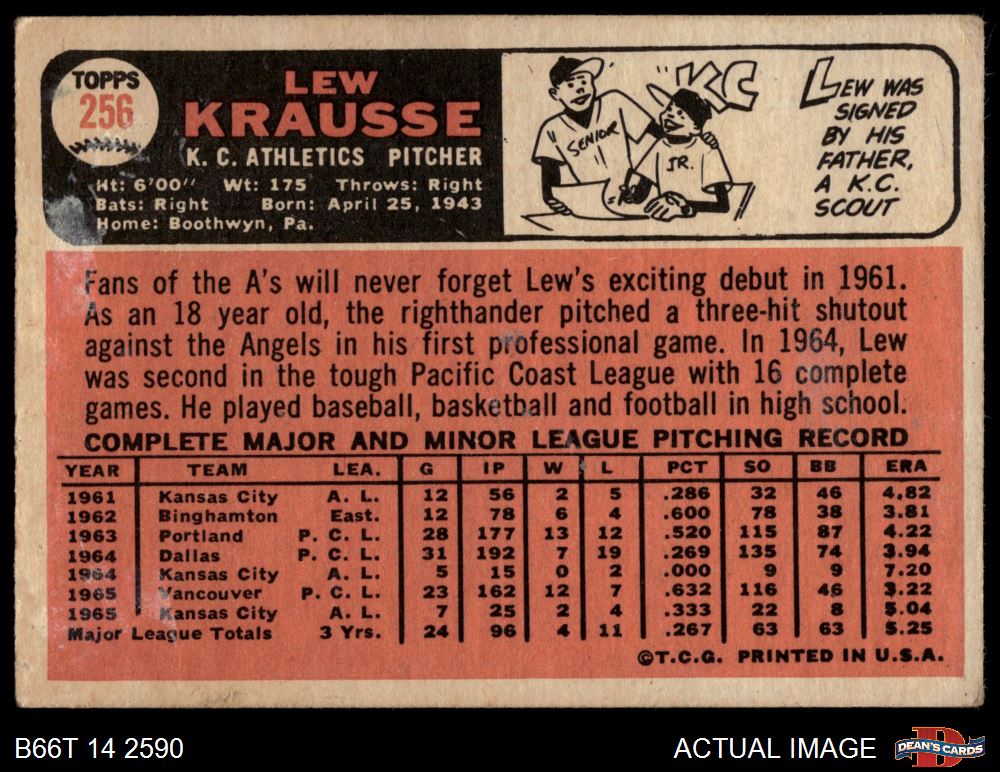 TOPPS
256
LEW
KRAUSSE
K. C. ATHLETICS PITCHER
Ht: 6'00" Wt: 175 Throws: Right
Bats: Right Born: April 25, 1943
Home: Boothwyn, Pa.
SENIOR
JR.
KC
LEW WAS
SIGNED
BY HIS
FATHER,
A K.C.
SCOUT
Fans of the A's will never forget Lew's exciting debut in 1961.
As an 18 year old, the righthander pitched a three-hit shutout
against the Angels in his first professional game. In 1964, Lew
was second in the tough Pacific Coast League with 16 complete
games. He played baseball, basketball and football in high school.
COMPLETE MAJOR AND MINOR LEAGUE PITCHING RECORD
YEAR TEAM LEA. G IP W L PCT SO BB ERA
1961 Kansas City A. L. 12 56 2 5 .286 32 46 4.82
1962 Binghamton East. 12 78 6 4 .600 78 38 3.81
1963 Portland P. C. L. 28 177 13 12 .520 115 87 4.22
1964 Dallas P. C. L. 31 192 7 19 .269 135 74 3.94
1964 Kansas City A. L. 5 15 0 2 .000 9 9 7.20
1965 Vancouver P. C. L. 23 162 12 7 .632 116 46 3.22
1965 Kansas City A. L. 7 25 2 4 .333 22 8 5.04
Major League Totals 3 Yrs. 24 96 4 11 .267 63 63 5.25
©T.C.G. PRINTED IN U.S.A.
B66T 14 2590
ACTUAL IMAGE
D
DEAN'S CARDS